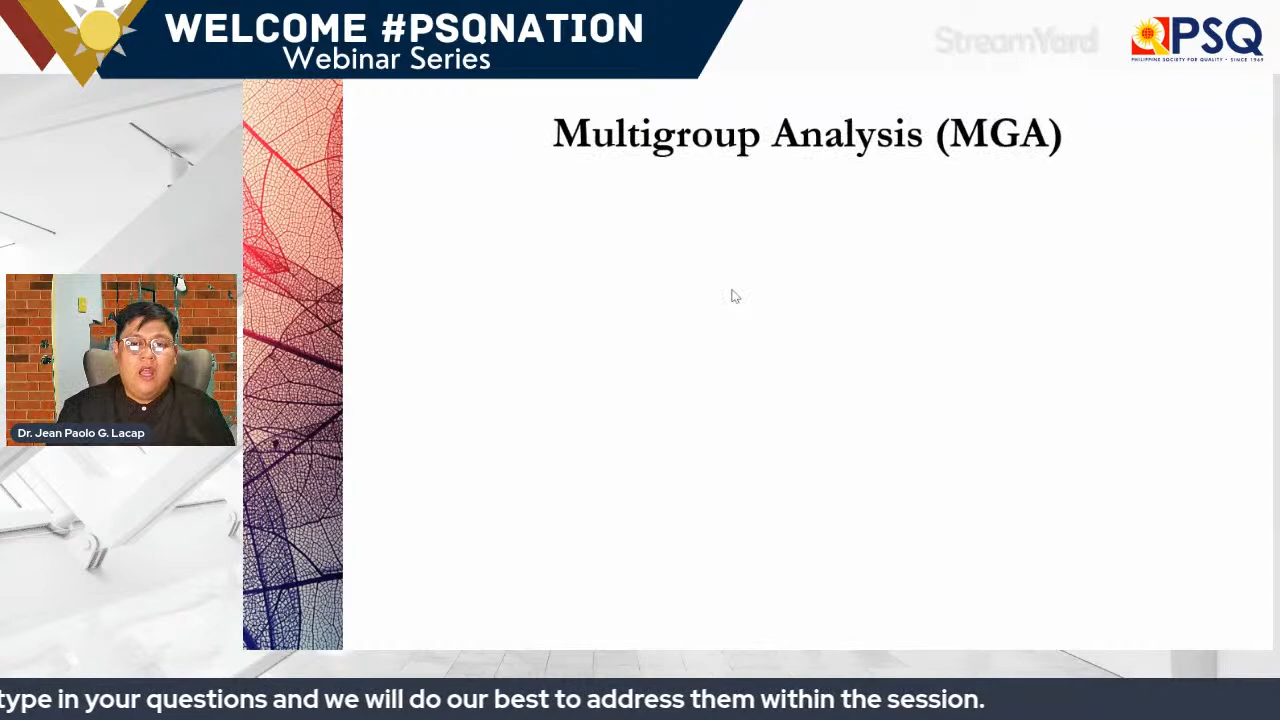 WELCOME #PSQNATION
Webinar Series
StreamYard
PSQ
PHILIPPINE SOCIETY FOR QUALITY • SINCE 1969
Multigroup Analysis (MGA)
Dr. Jean Paolo G. Lacap
type in your questions and we will do our best to address them within the session.